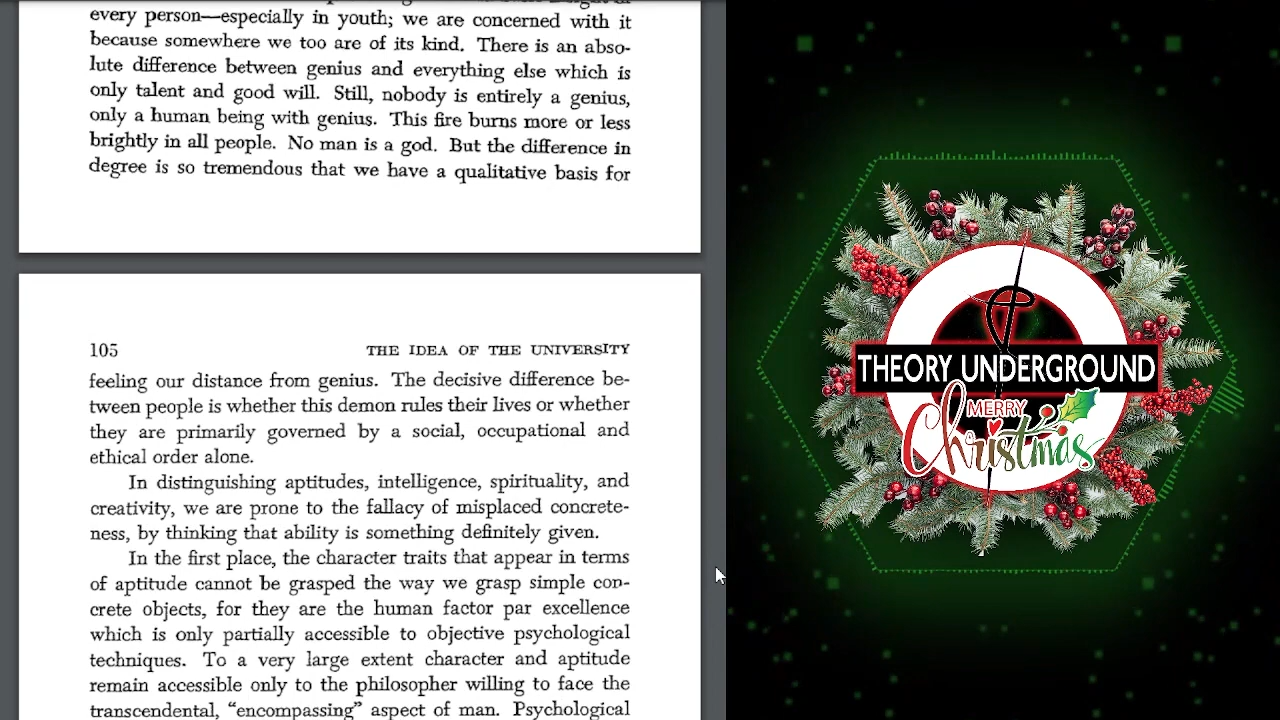 every person—especially in youth; we are concerned with it
because somewhere we too are of its kind. There is an abso-
lute difference between genius and everything else which is
only talent and good will. Still, nobody is entirely a genius,
only a human being with genius. This fire burns more or less
brightly in all people. No man is a god. But the difference in
degree is so tremendous that we have a qualitative basis for
105 THE IDEA OF THE UNIVERSITY
feeling our distance from genius. The decisive difference be-
tween people is whether this demon rules their lives or whether
they are primarily governed by a social, occupational and
ethical order alone.
In distinguishing aptitudes, intelligence, spirituality, and
creativity, we are prone to the fallacy of misplaced concrete-
ness, by thinking that ability is something definitely given.
In the first place, the character traits that appear in terms
of aptitude cannot be grasped the way we grasp simple con-
crete objects, for they are the human factor par excellence
which is only partially accessible to objective psychological
techniques. To a very large extent character and aptitude
remain accessible only to the philosopher willing to face the
transcendental, “encompassing” aspect of man. Psychological
THEORY UNDERGROUND
MERRY
Christmas